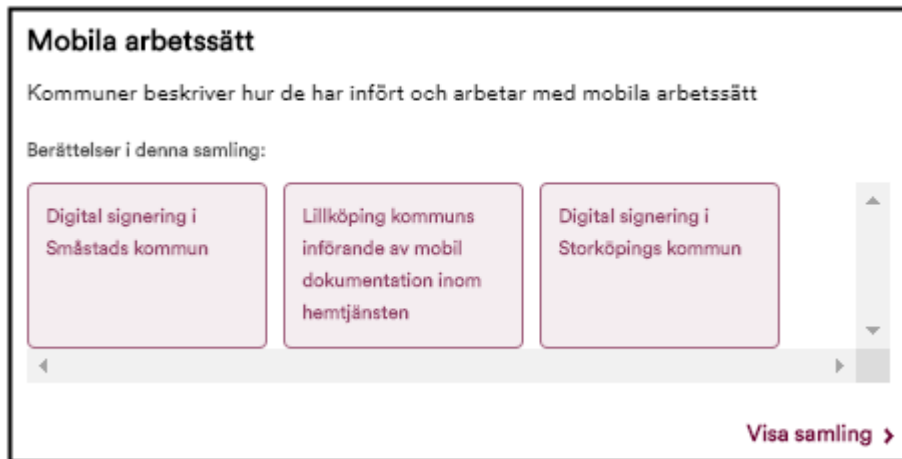 Mobila arbetssätt
Kommuner beskriver hur de har infört och arbetar med mobila arbetssätt
Berättelser i denna samling:
Digital signering i
Småstads kommun
Lillköping kommuns
införande av mobil
dokumentation inom
hemtjänsten
Digital signering i
Storköpings kommun
Visa samling